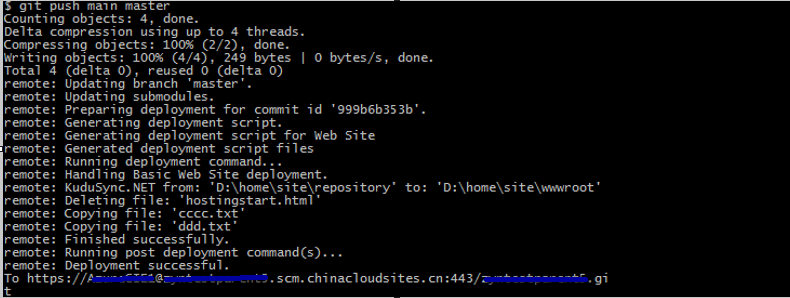 $ git push main master
Counting objects: 4, done.
Delta compression using up to 4 threads.
Compressing objects: 100% (2/2), done.
Writing objects: 100% (4/4), 249 bytes | 0 bytes/s, done.
Total 4 (delta 0), reused 0 (delta 0)
remote: Updating branch 'master'.
remote: Updating submodules.
remote: Preparing deployment for commit id '999b6b353b'.
remote: Generating deployment script.
remote: Generating deployment script for Web Site
remote: Generated deployment script files
remote: Running deployment command...
remote: Handling Basic Web Site deployment.
remote: KuduSync.NET from: 'D:\home\site\repository' to: 'D:\home\site\wwwroot'
remote: Deleting file: 'hostingstart.html'
remote: Copying file: 'cccc.txt'
remote: Copying file: 'ddd.txt'
remote: Finished successfully.
remote: Running post deployment command(s)...
remote: Deployment successful.
To https:// .scm.chinacloudsites.cn:443/ .gi
t